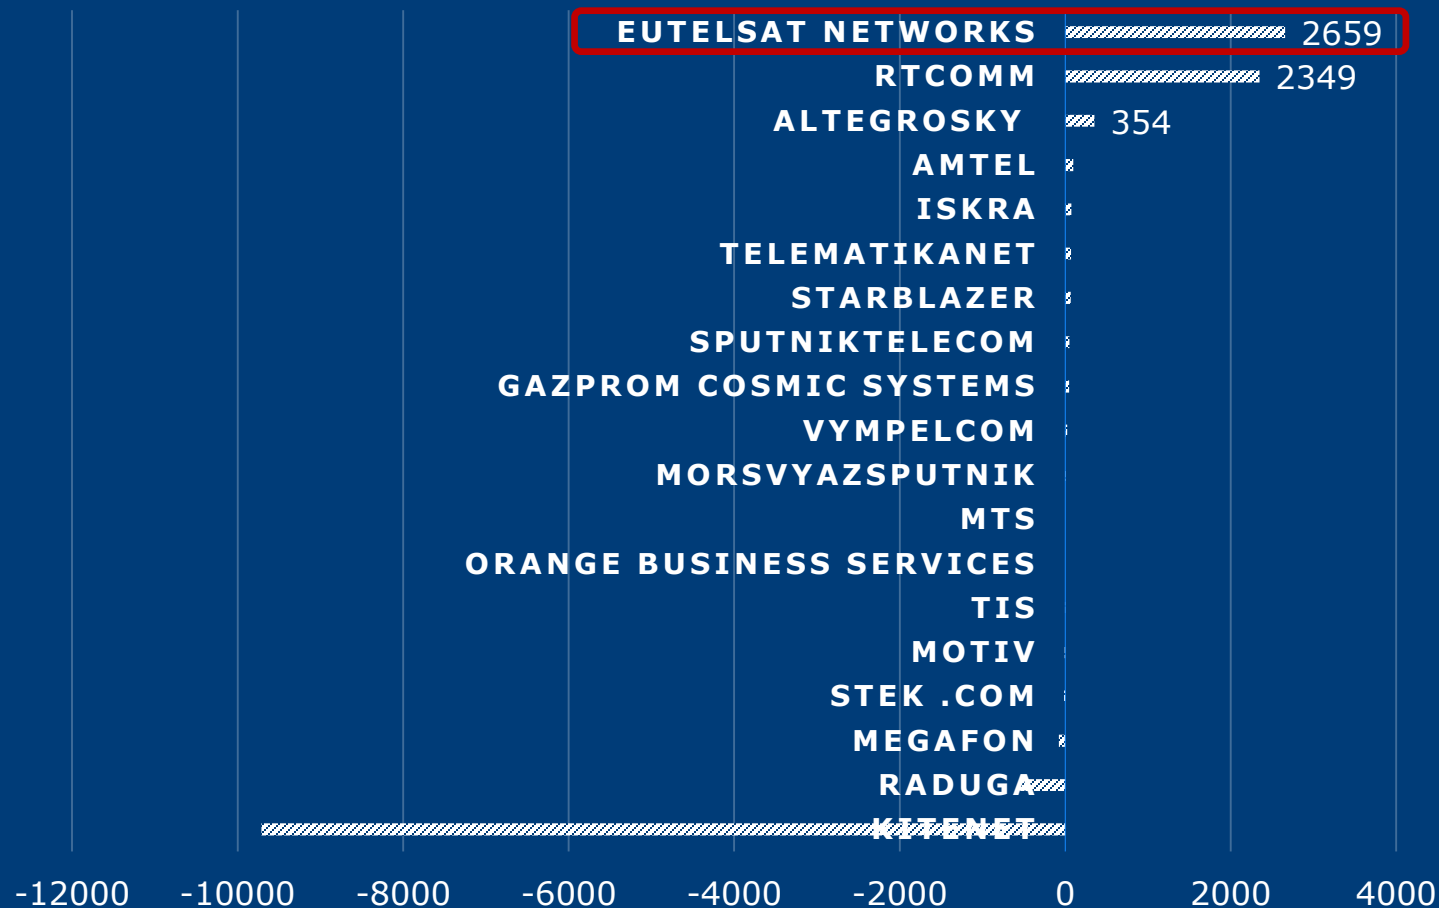 EUTELSAT NETWORKS 2659
RTCOMM 2349
ALTEGROSKY 354
AMTEL
ISKRA
TELEMATIKANET
STARBLAZER
SPUTNIKTELECOM
GAZPROM COSMIC SYSTEMS
VYMPELCOM
MORSVYAZSPUTNIK
MTS
ORANGE BUSINESS SERVICES
TIS
MOTIV
STEK .COM
MEGAFON
RADUGA
KITENET
-12000 -10000 -8000 -6000 -4000 -2000 0 2000 4000